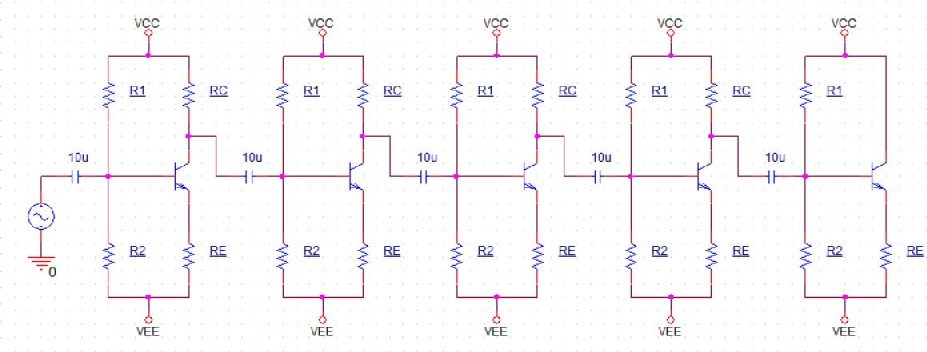 VCC VCC VCC VCC VCC
R1 RC R1 RC R1 RC R1 RC R1
10u 10u 10u 10u 10u
R2 RE R2 RE R2 RE R2 RE R2 RE
0
VEE VEE VEE VEE VEE